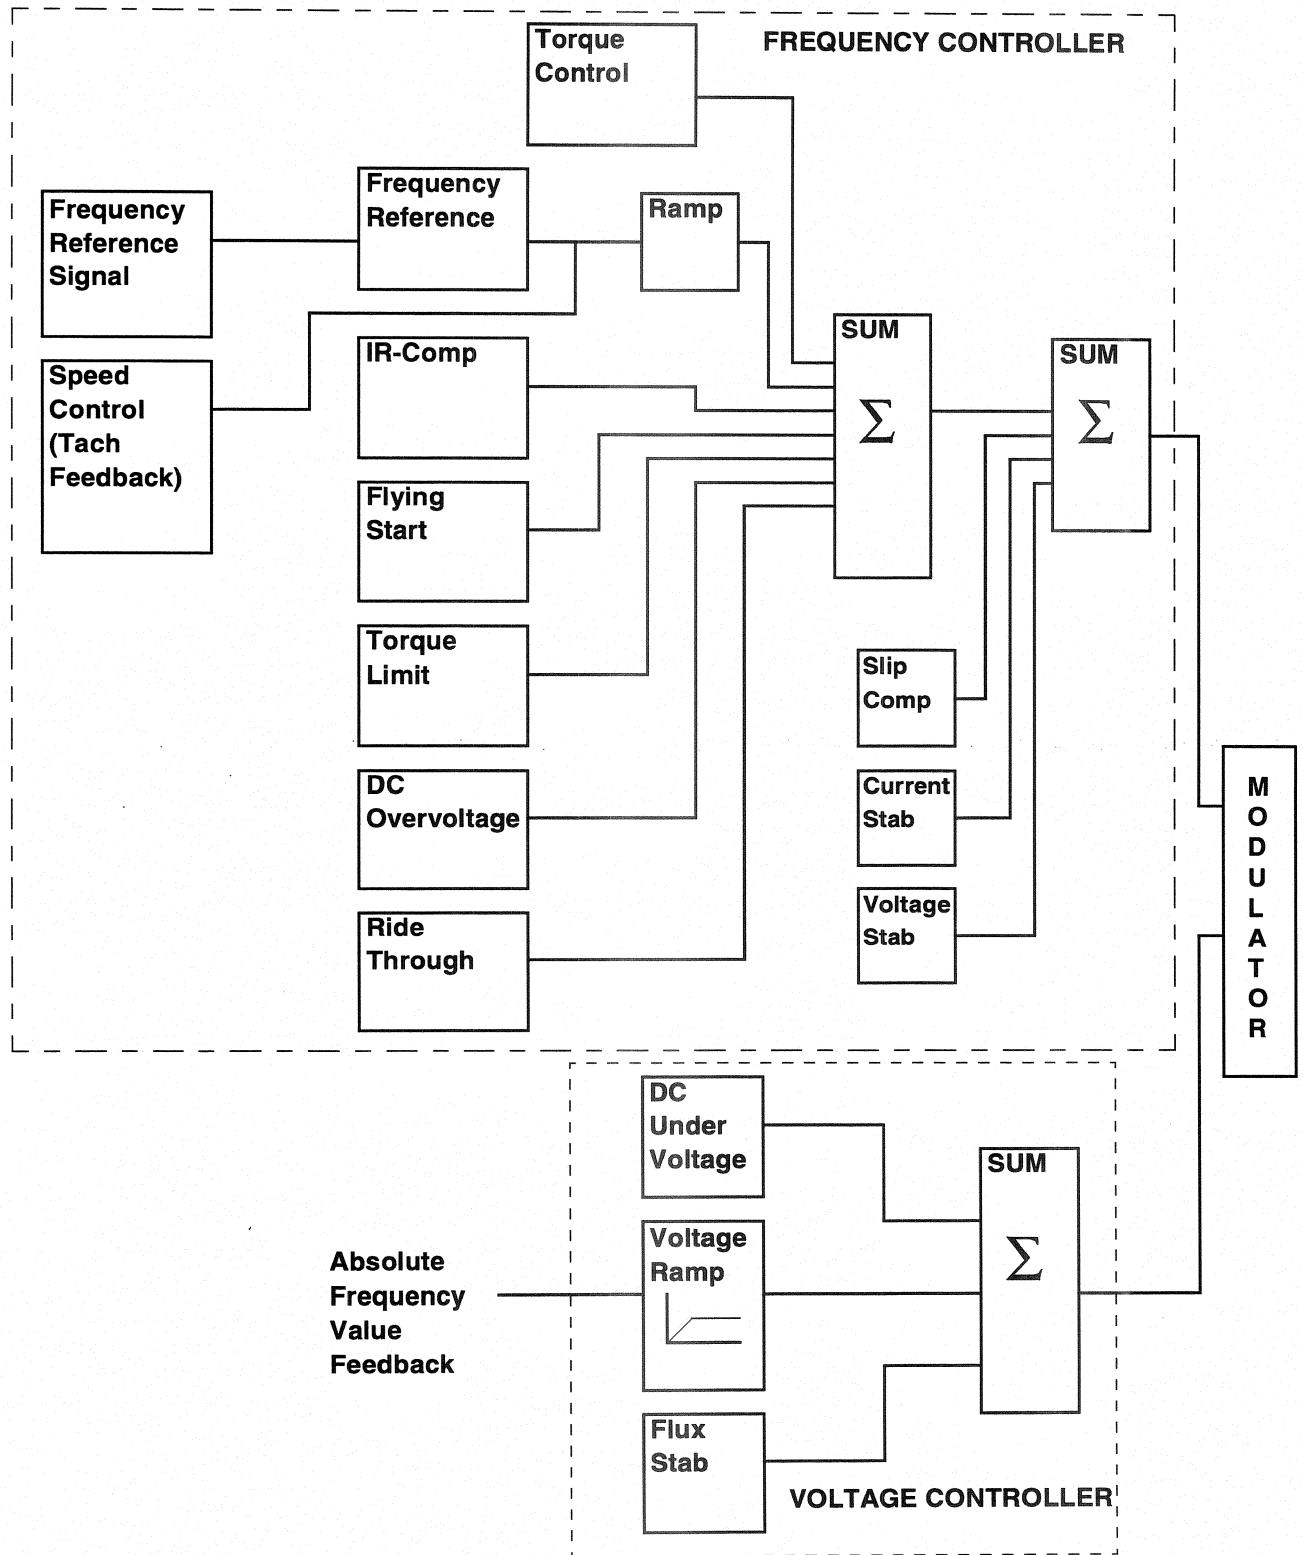 FREQUENCY CONTROLLER
Torque
Control
Frequency
Reference
Signal
Frequency
Reference
Ramp
Speed
Control
(Tach
Feedback)
IR-Comp
Flying
Start
Torque
Limit
DC
Overvoltage
Ride
Through
SUM
Σ
SUM
Σ
Slip
Comp
Current
Stab
Voltage
Stab
M
O
D
U
L
A
T
O
R
DC
Under
Voltage
Voltage
Ramp
Flux
Stab
SUM
Σ
Absolute
Frequency
Value
Feedback
VOLTAGE CONTROLLER